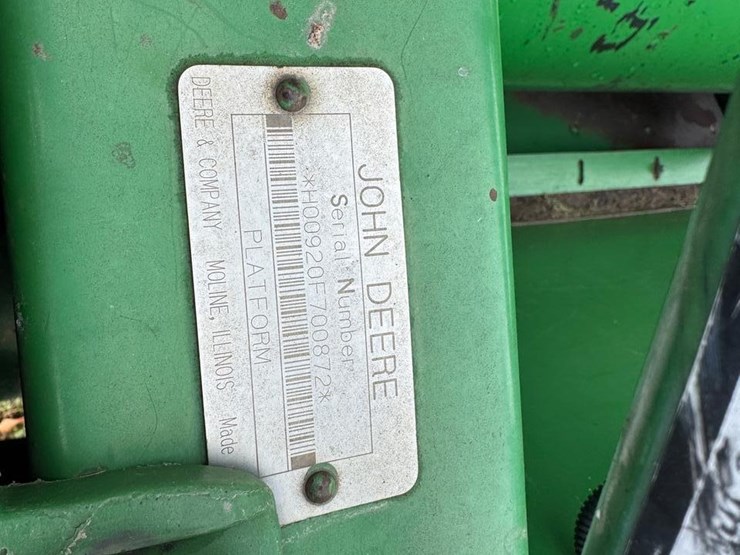 JOHN DEERE
Serial Number
*H00920F700872*
PLATFORM
DEERE & COMPANY MOLINE, ILLINOIS Made